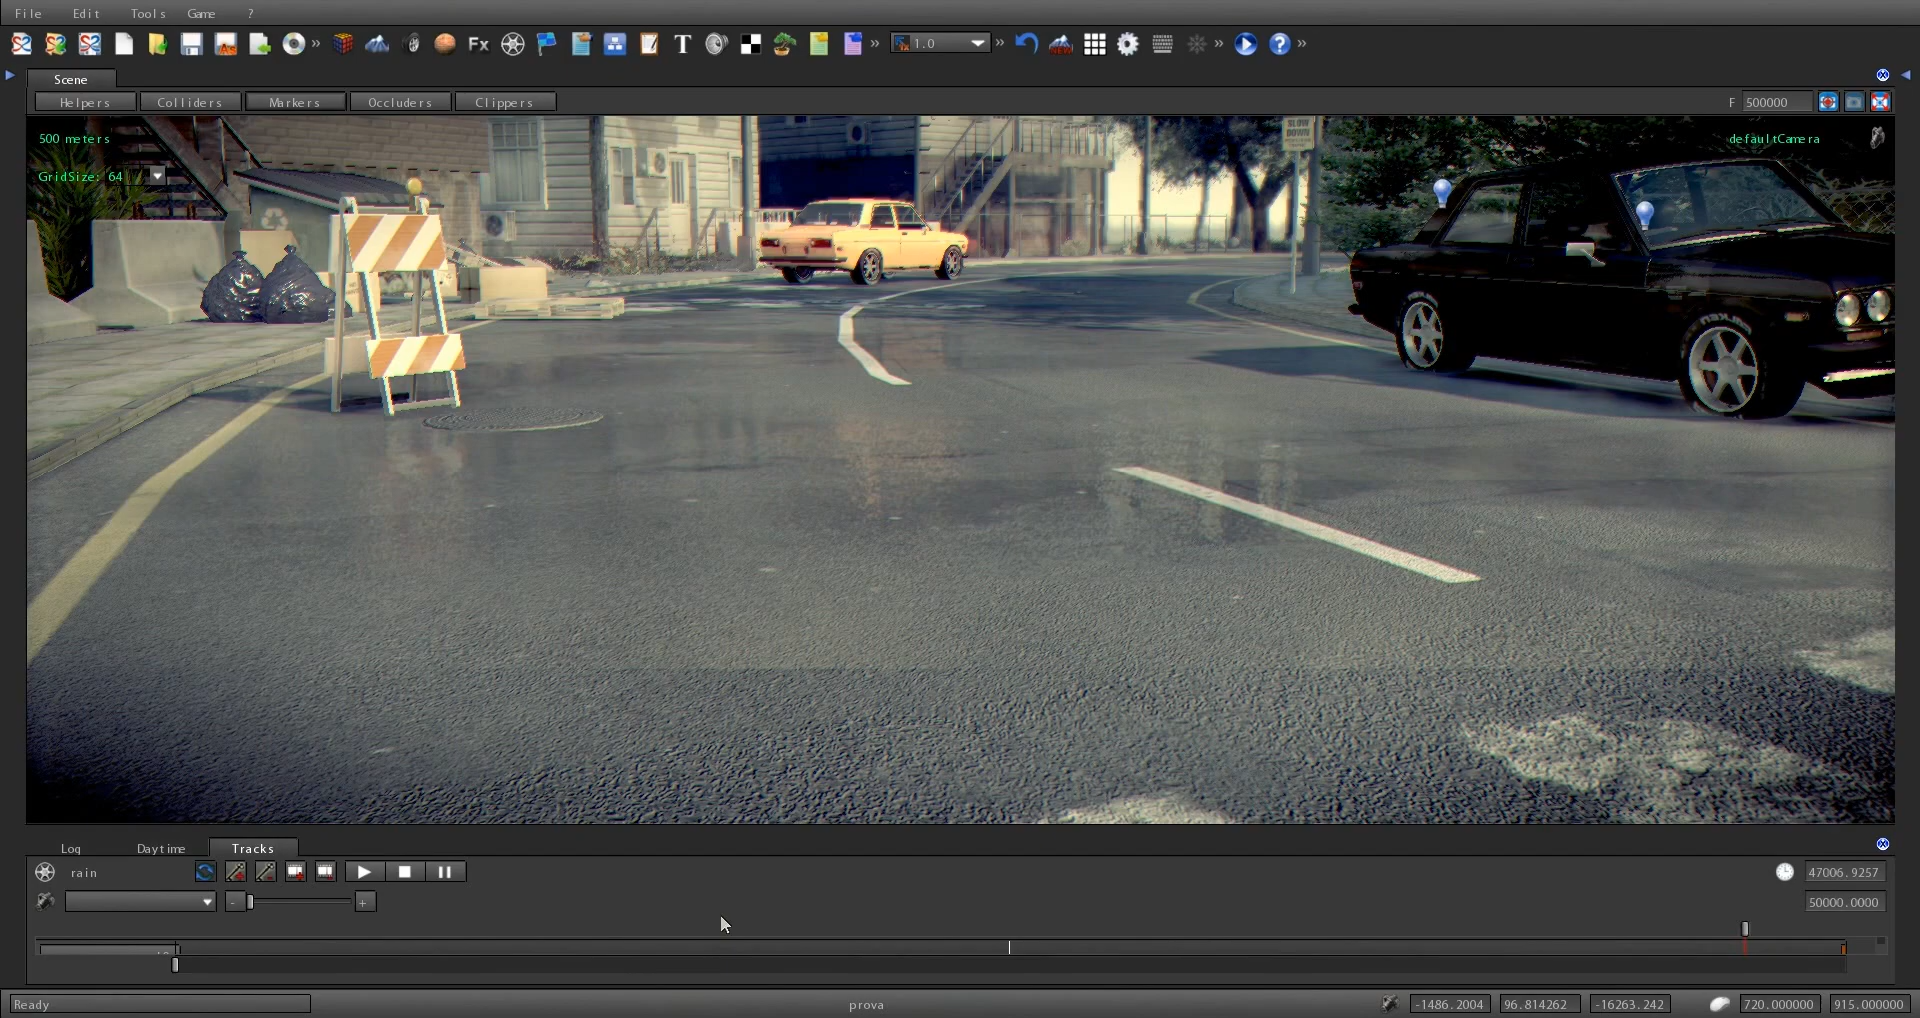 File Edit Tools Game ?
Fx T 1.0 NEW ?
Scene
Helpers Colliders Markers Occluders Clippers F 500000
500 meters defaultCamera
GridSize: 64
SLOW
DOWN
Log Daytime Tracks
rain 47006.9257
- + 50000.0000
Ready prova -1486.2004 96.814262 -16263.242 720.000000 915.000000